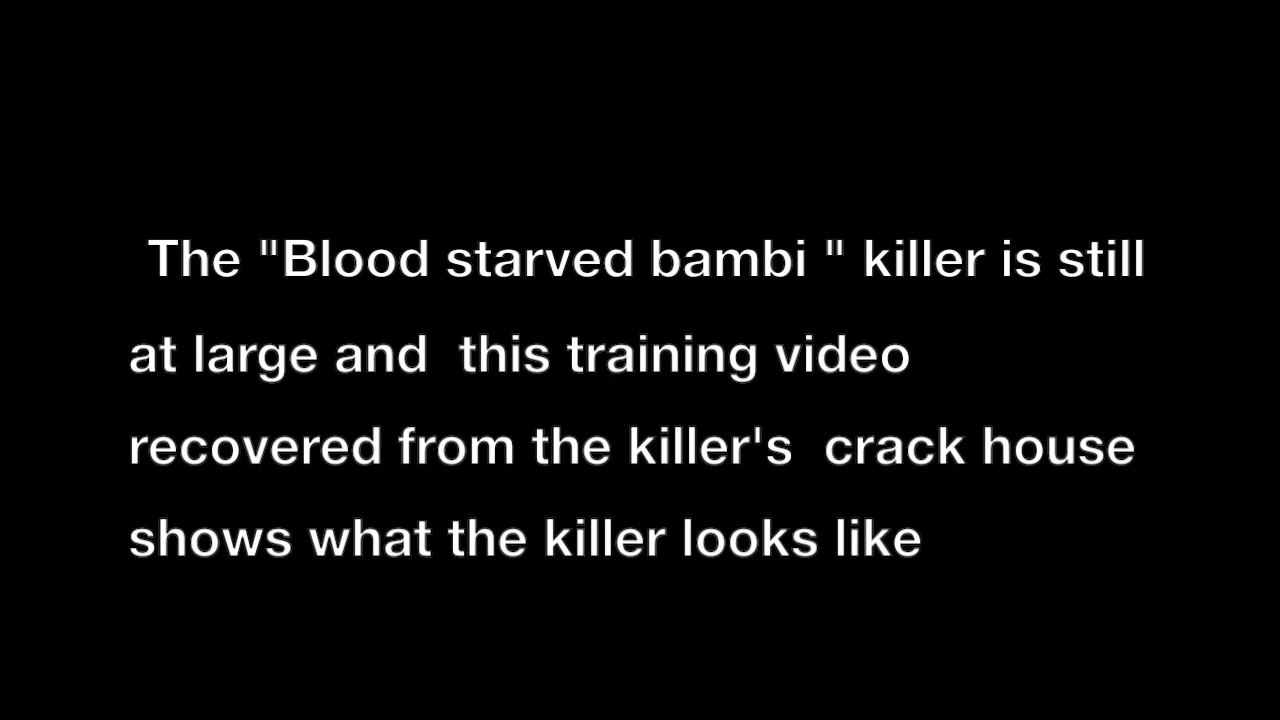 The "Blood starved bambi " killer is still
at large and  this training video
recovered from the killer's  crack house
shows what the killer looks like